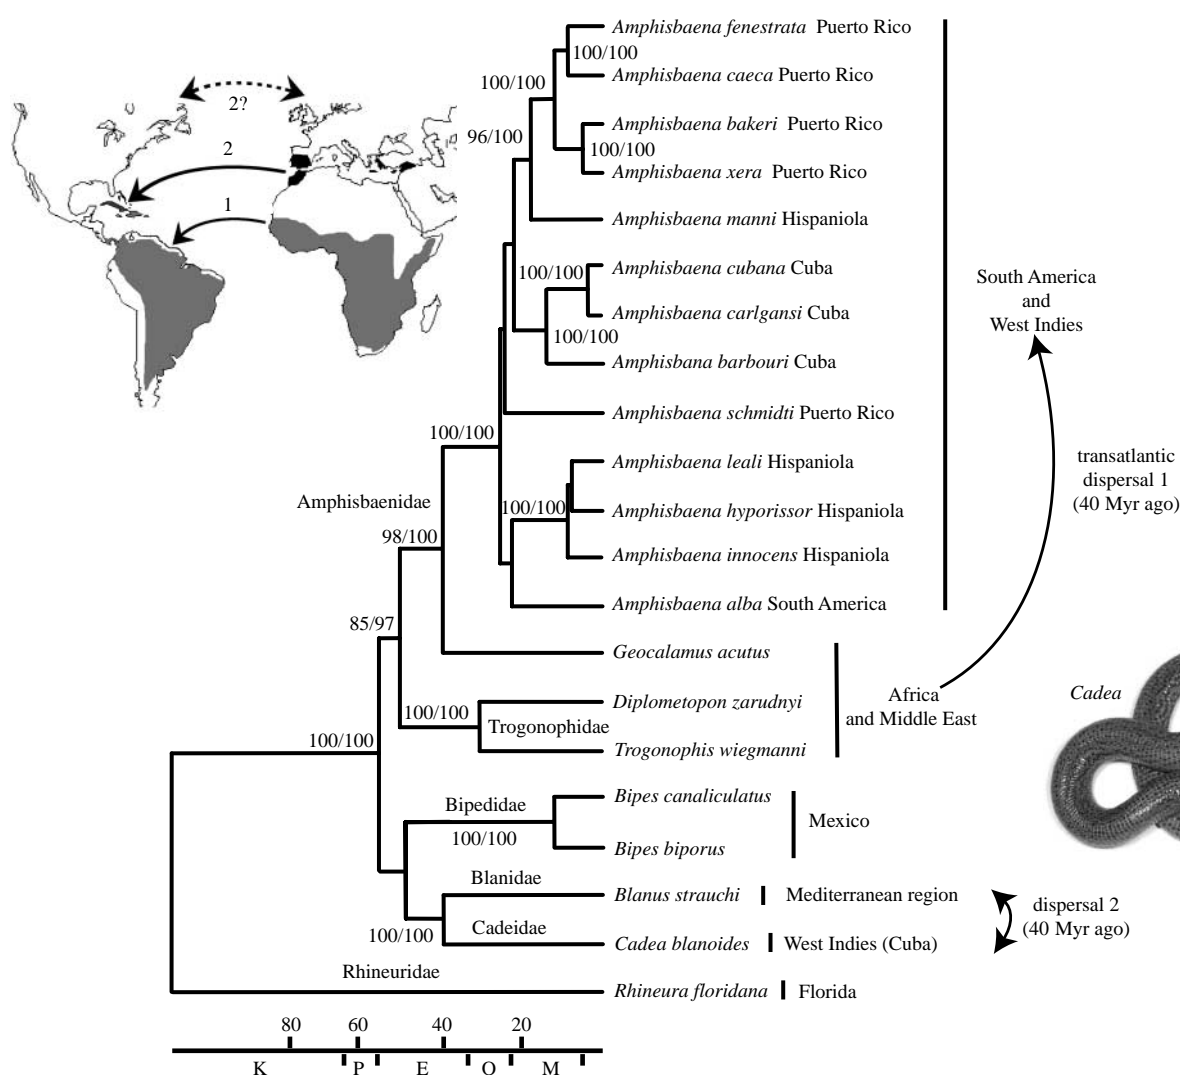 Amphisbaena fenestrata Puerto Rico
100/100
100/100
Amphisbaena caeca Puerto Rico
2?
96/100
Amphisbaena bakeri Puerto Rico
2
100/100
Amphisbaena xera Puerto Rico
1
Amphisbaena manni Hispaniola
100/100
Amphisbaena cubana Cuba
South America
and
West Indies
Amphisbaena carlgansi Cuba
100/100
Amphisbana barbouri Cuba
Amphisbaena schmidti Puerto Rico
100/100
Amphisbaena leali Hispaniola
transatlantic
dispersal 1
(40 Myr ago)
Amphisbaenidae
100/100
Amphisbaena hyporissor Hispaniola
98/100
Amphisbaena innocens Hispaniola
Amphisbaena alba South America
85/97
Geocalamus acutus
Africa
and Middle East
Cadea
100/100
Diplometopon zarudnyi
Trogonophidae
100/100
Trogonophis wiegmanni
Bipedidae
Bipes canaliculatus
Mexico
100/100
Bipes biporus
Blanidae
Blanus strauchi
Mediterranean region
dispersal 2
(40 Myr ago)
Cadeidae
100/100
Cadea blanoides
West Indies (Cuba)
Rhineuridae
Rhineura floridana
Florida
80 60 40 20
K P E O M